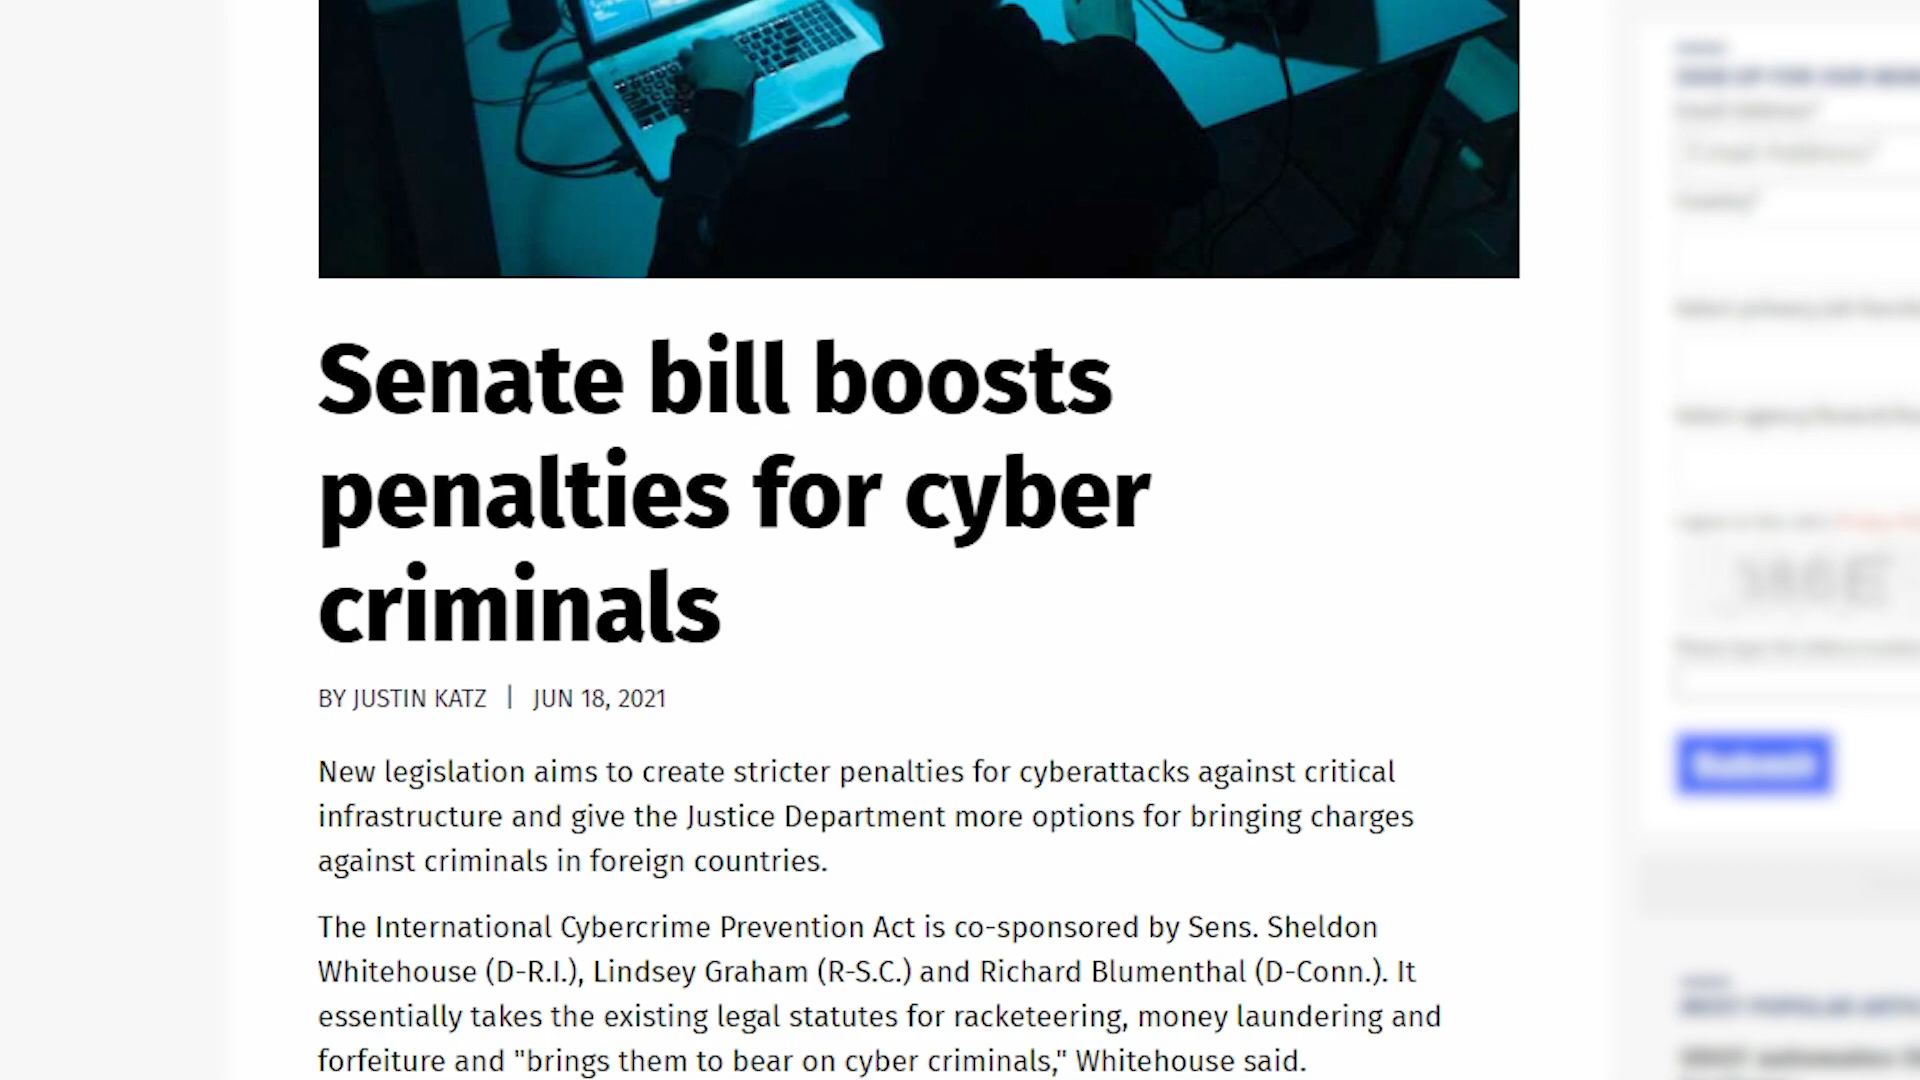 Senate bill boosts
penalties for cyber
criminals
BY JUSTIN KATZ | JUN 18, 2021
New legislation aims to create stricter penalties for cyberattacks against critical
infrastructure and give the Justice Department more options for bringing charges
against criminals in foreign countries.
The International Cybercrime Prevention Act is co-sponsored by Sens. Sheldon
Whitehouse (D-R.I.), Lindsey Graham (R-S.C.) and Richard Blumenthal (D-Conn.). It
essentially takes the existing legal statutes for racketeering, money laundering and
forfeiture and "brings them to bear on cyber criminals," Whitehouse said.
Submit